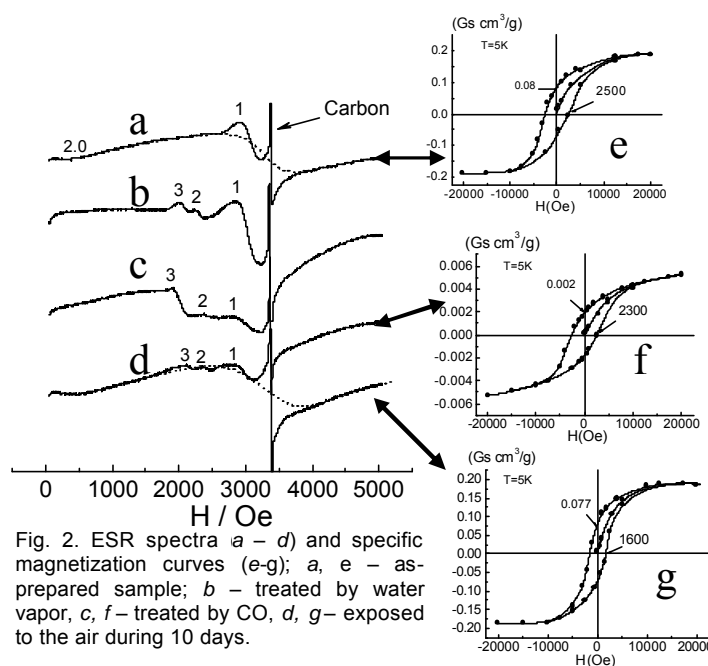 (Gs cm³/g)
0.2
0.1
0.0
-0.1
-0.2
T=5K
0.08
2500
e
-20000 -10000 0 10000 20000
H(Oe)
a
2.0
1
Carbon
b
3 2 1
c
3 2 1
d
3 2 1
0 1000 2000 3000 4000 5000
H / Oe
(Gs cm³/g)
0.006
0.004
0.002
0.000
-0.002
-0.004
-0.006
T=5K
0.002
2300
f
-20000 -10000 0 10000 20000
H(Oe)
(Gs cm³/g)
0.20
0.15
0.10
0.05
0.00
-0.05
-0.10
-0.15
-0.20
T=5K
0.077
1600
g
-20000 -10000 0 10000 20000
H(Oe)
Fig. 2. ESR spectra a – d) and specific
magnetization curves (e-g); a, e – as-
prepared sample; b – treated by water
vapor, c, f – treated by CO, d, g – exposed
to the air during 10 days.